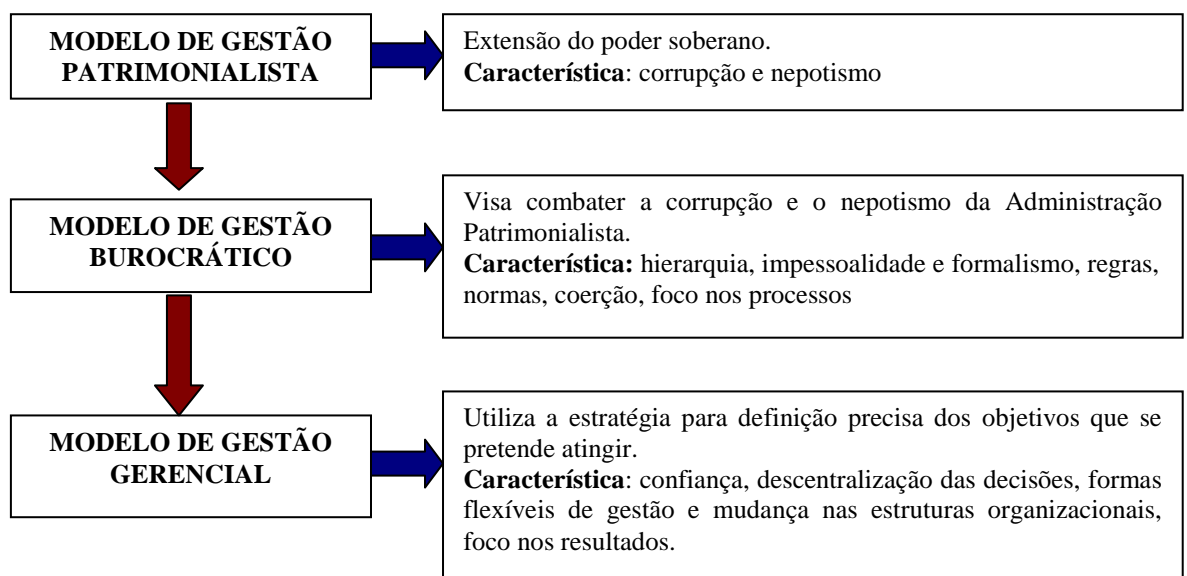 MODELO DE GESTÃO
PATRIMONIALISTA
Extensão do poder soberano.
Característica: corrupção e nepotismo
MODELO DE GESTÃO
BUROCRÁTICO
Visa combater a corrupção e o nepotismo da Administração
Patrimonialista.
Característica: hierarquia, impessoalidade e formalismo, regras,
normas, coerção, foco nos processos
MODELO DE GESTÃO
GERENCIAL
Utiliza a estratégia para definição precisa dos objetivos que se
pretende atingir.
Característica: confiança, descentralização das decisões, formas
flexíveis de gestão e mudança nas estruturas organizacionais,
foco nos resultados.